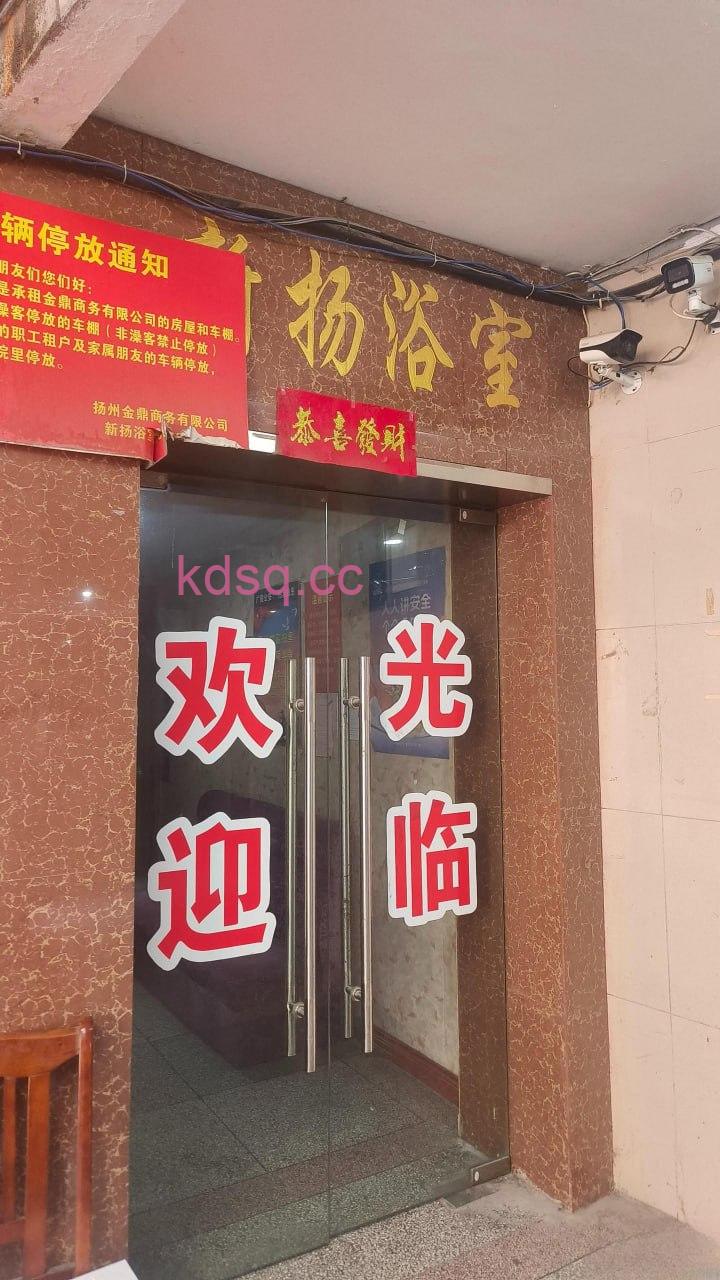 辆停放通知
朋友们您们好：
是承租金鼎商务有限公司的房屋和车棚。
澡客停放的车棚（非澡客禁止停放）
的职工租户及家属朋友的车辆停放，
院里停放。
扬州金鼎商务有限公司
新扬浴
新扬浴室
恭喜發财
kdsq.cc
人人讲安全
欢迎
光临